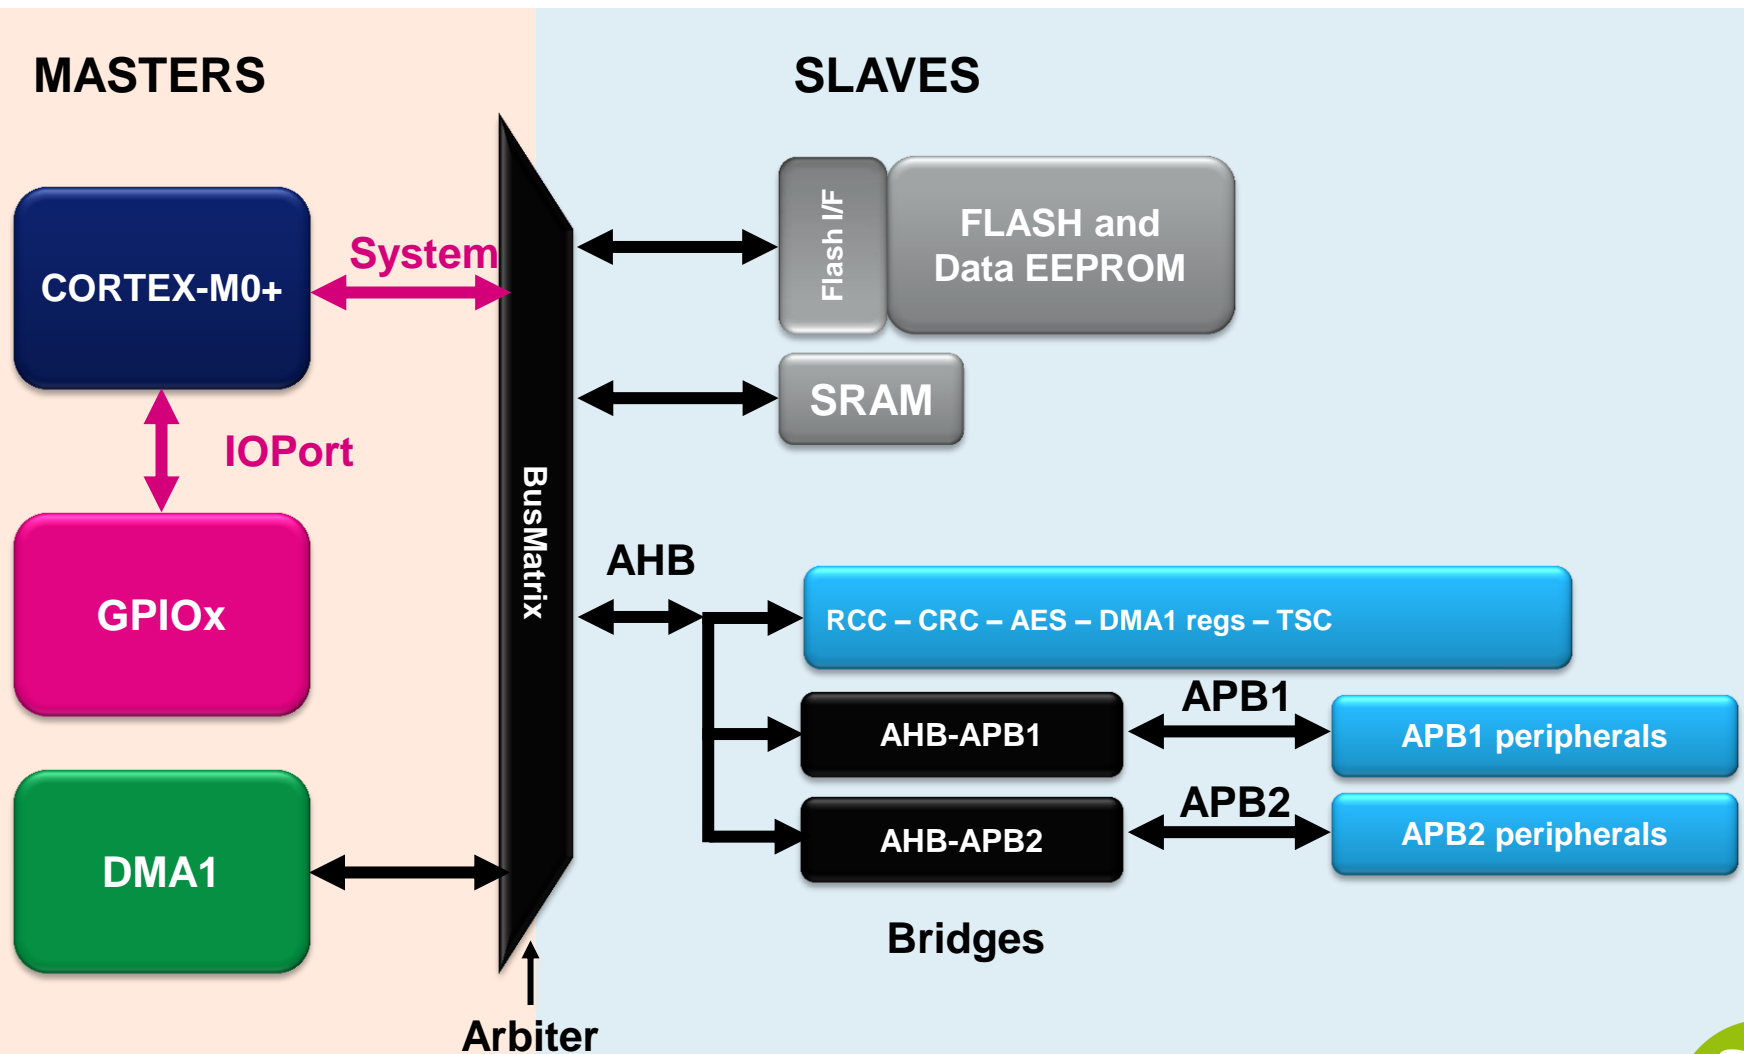 MASTERS
SLAVES
CORTEX-M0+
System
Flash I/F
FLASH and
Data EEPROM
SRAM
IOPort
BusMatrix
GPIOx
AHB
RCC – CRC – AES – DMA1 regs – TSC
AHB-APB1
APB1
APB1 peripherals
DMA1
AHB-APB2
APB2
APB2 peripherals
Bridges
Arbiter